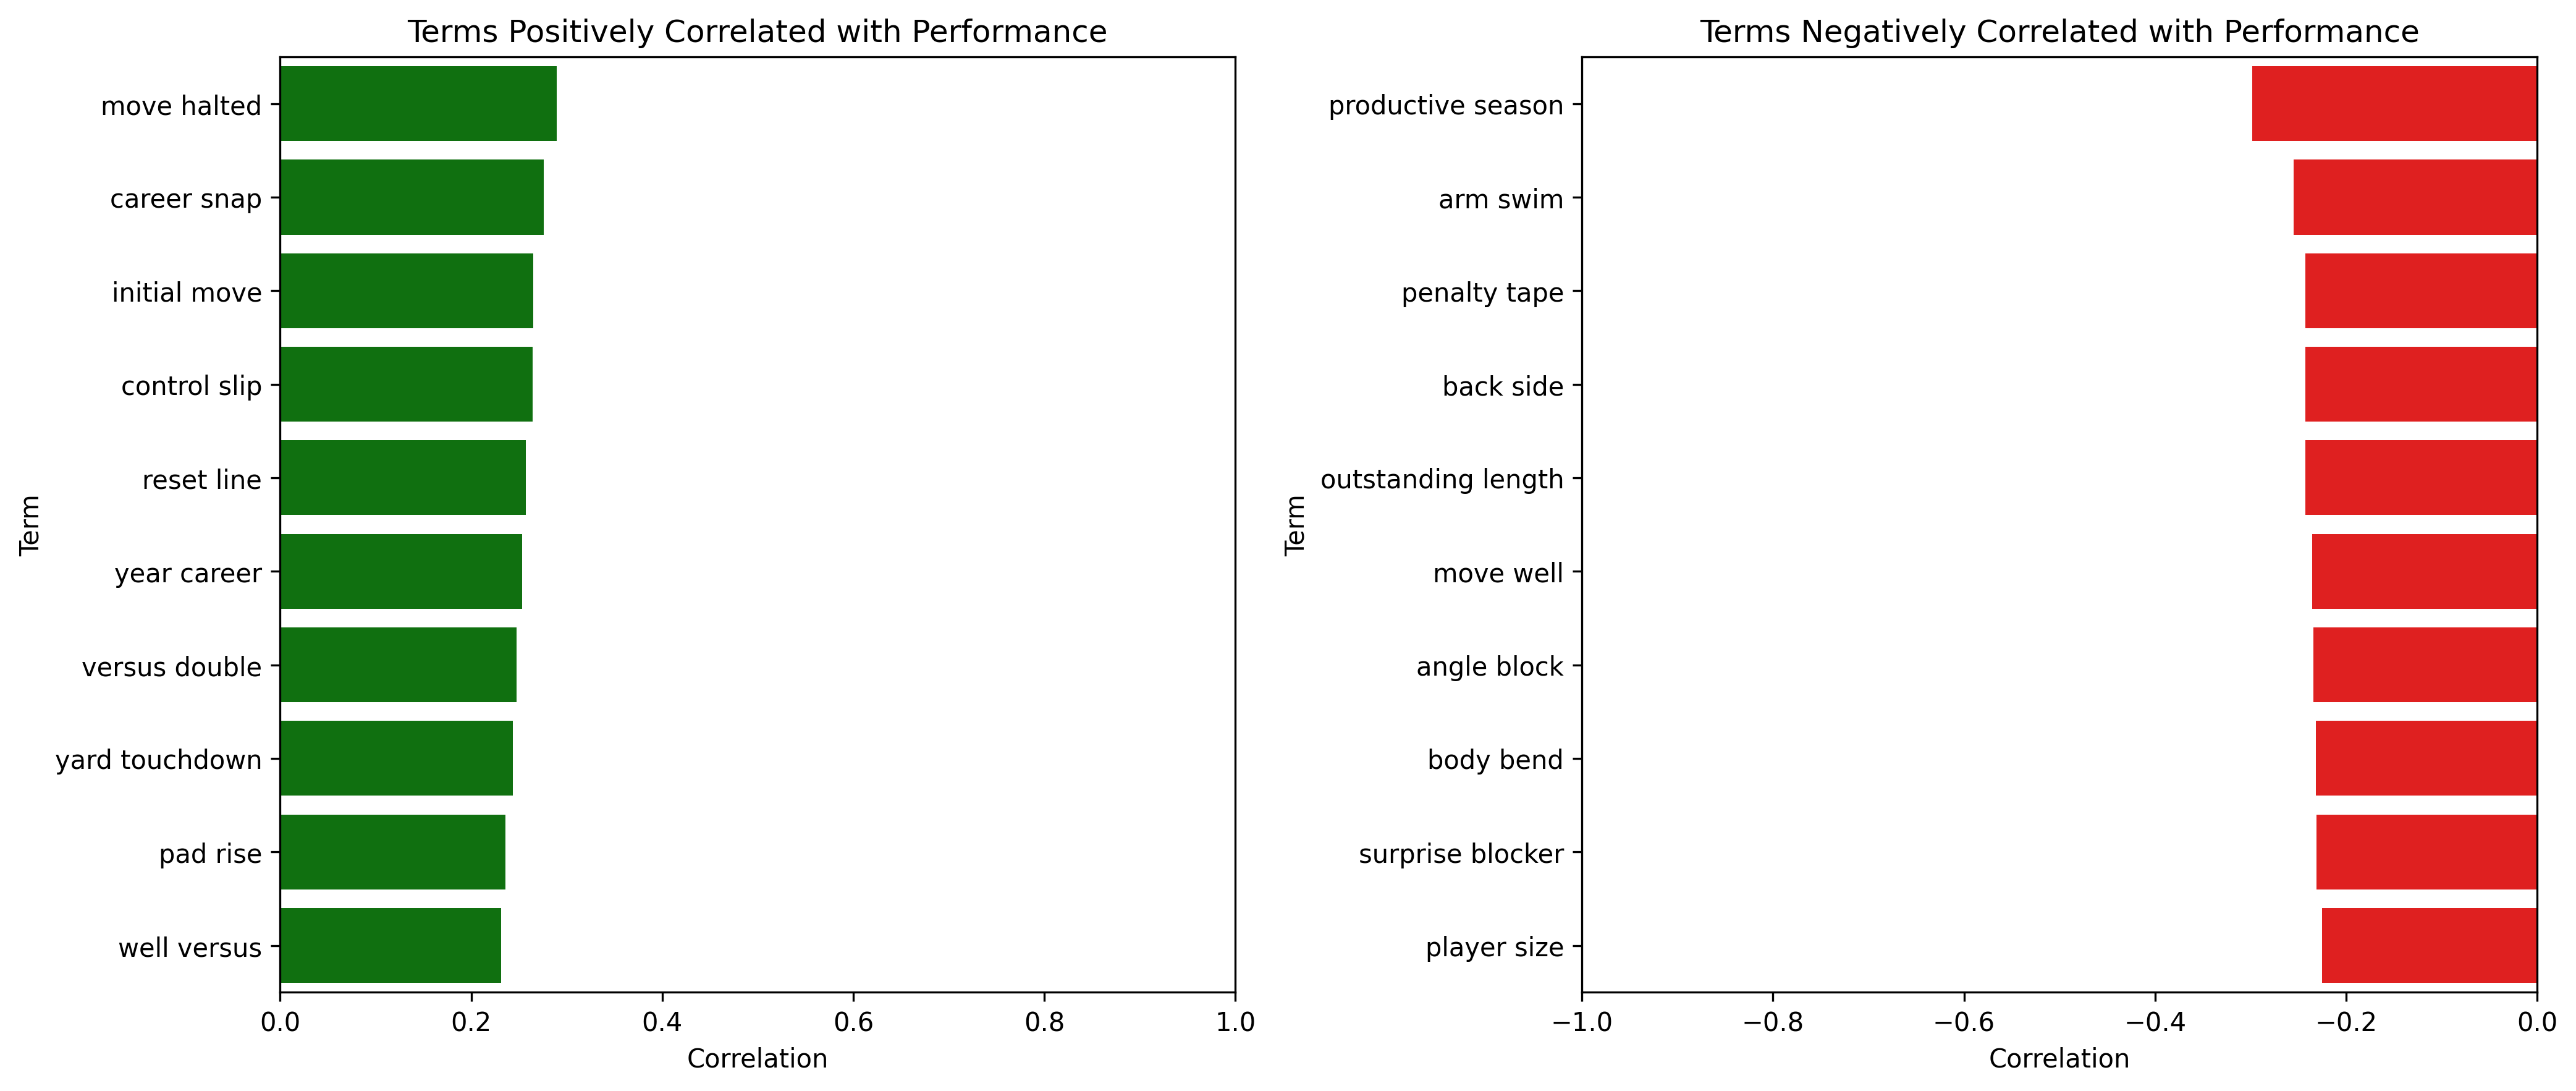 Terms Positively Correlated with Performance
Term
move halted
career snap
initial move
control slip
reset line
year career
versus double
yard touchdown
pad rise
well versus
0.0 0.2 0.4 0.6 0.8 1.0
Correlation
Terms Negatively Correlated with Performance
Term
productive season
arm swim
penalty tape
back side
outstanding length
move well
angle block
body bend
surprise blocker
player size
−1.0 −0.8 −0.6 −0.4 −0.2 0.0
Correlation